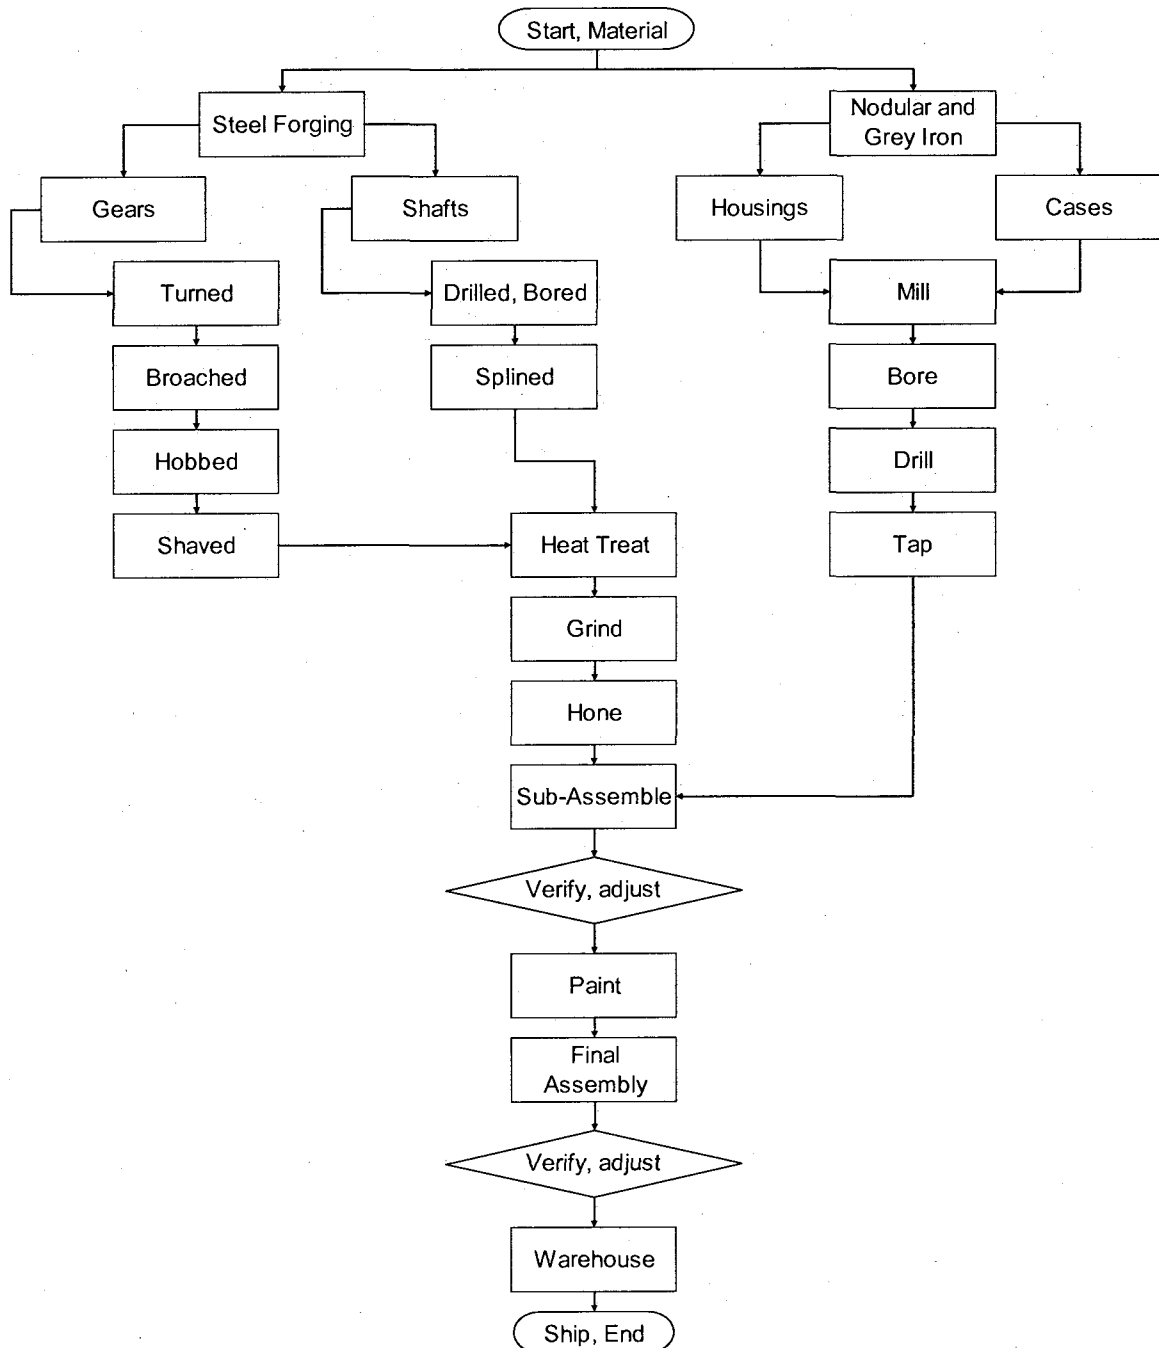 Start, Material
Steel Forging
Nodular and
Grey Iron
Gears
Shafts
Housings
Cases
Turned
Drilled, Bored
Mill
Broached
Splined
Bore
Hobbed
Drill
Shaved
Heat Treat
Tap
Grind
Hone
Sub-Assemble
Verify, adjust
Paint
Final
Assembly
Verify, adjust
Warehouse
Ship, End